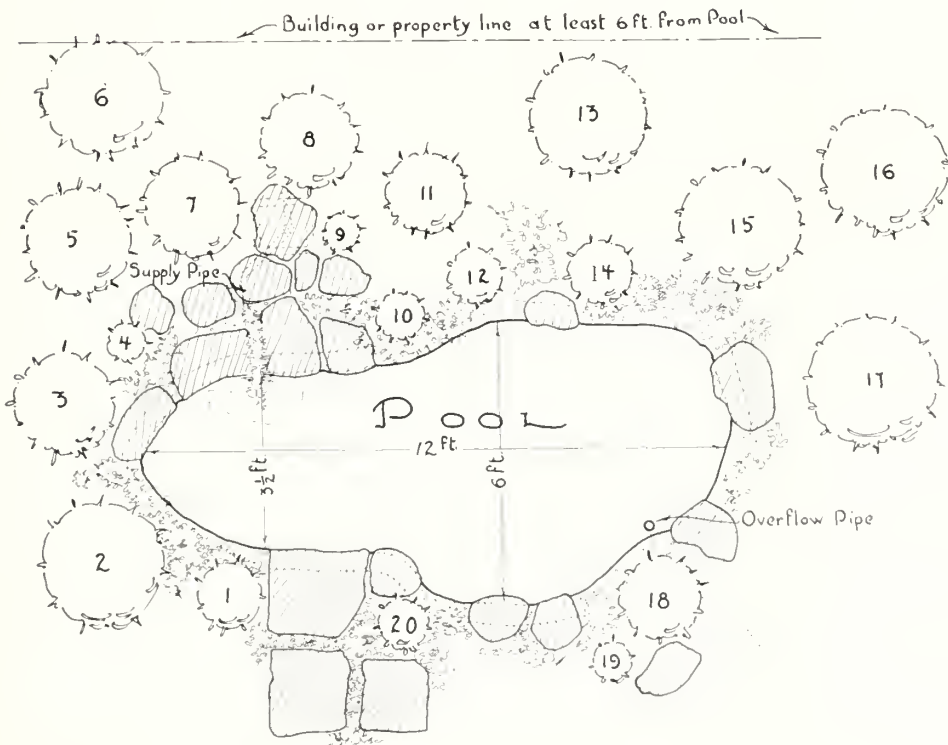 Building or property line at least 6 ft. from Pool
6
8
13
16
7
11
5
9
15
12
14
Supply Pipe
10
4
3
17
Pool
12 ft.
3½ ft.
6 ft.
Overflow Pipe
2
1
18
20
19